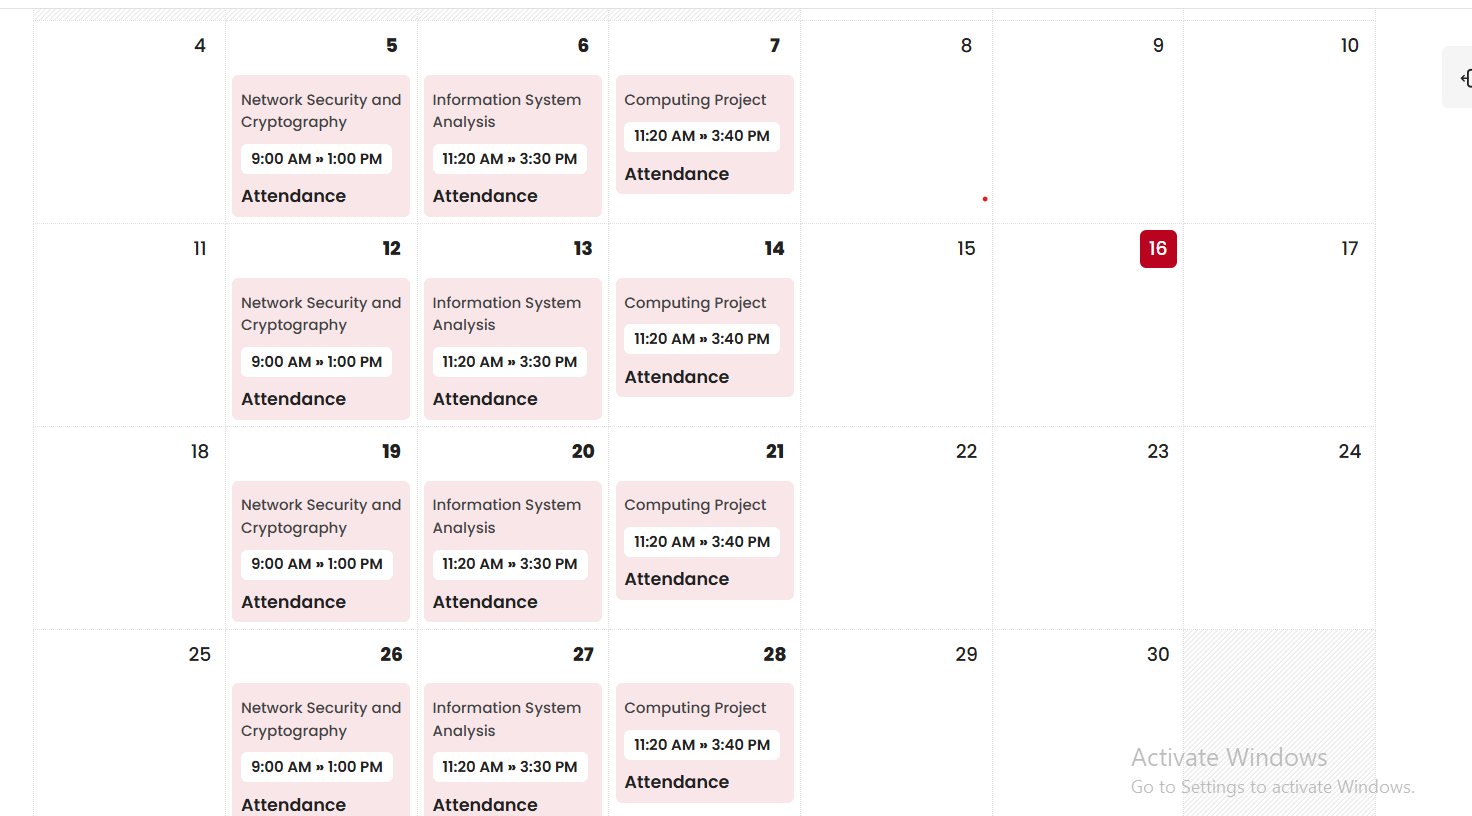 4
5
6
7
8
9
10
Network Security and
Cryptography
9:00 AM » 1:00 PM
Attendance
Information System
Analysis
11:20 AM » 3:30 PM
Attendance
Computing Project
11:20 AM » 3:40 PM
Attendance
11
12
13
14
15
16
17
Network Security and
Cryptography
9:00 AM » 1:00 PM
Attendance
Information System
Analysis
11:20 AM » 3:30 PM
Attendance
Computing Project
11:20 AM » 3:40 PM
Attendance
18
19
20
21
22
23
24
Network Security and
Cryptography
9:00 AM » 1:00 PM
Attendance
Information System
Analysis
11:20 AM » 3:30 PM
Attendance
Computing Project
11:20 AM » 3:40 PM
Attendance
25
26
27
28
29
30
Network Security and
Cryptography
9:00 AM » 1:00 PM
Attendance
Information System
Analysis
11:20 AM » 3:30 PM
Attendance
Computing Project
11:20 AM » 3:40 PM
Attendance
Activate Windows
Go to Settings to activate Windows.